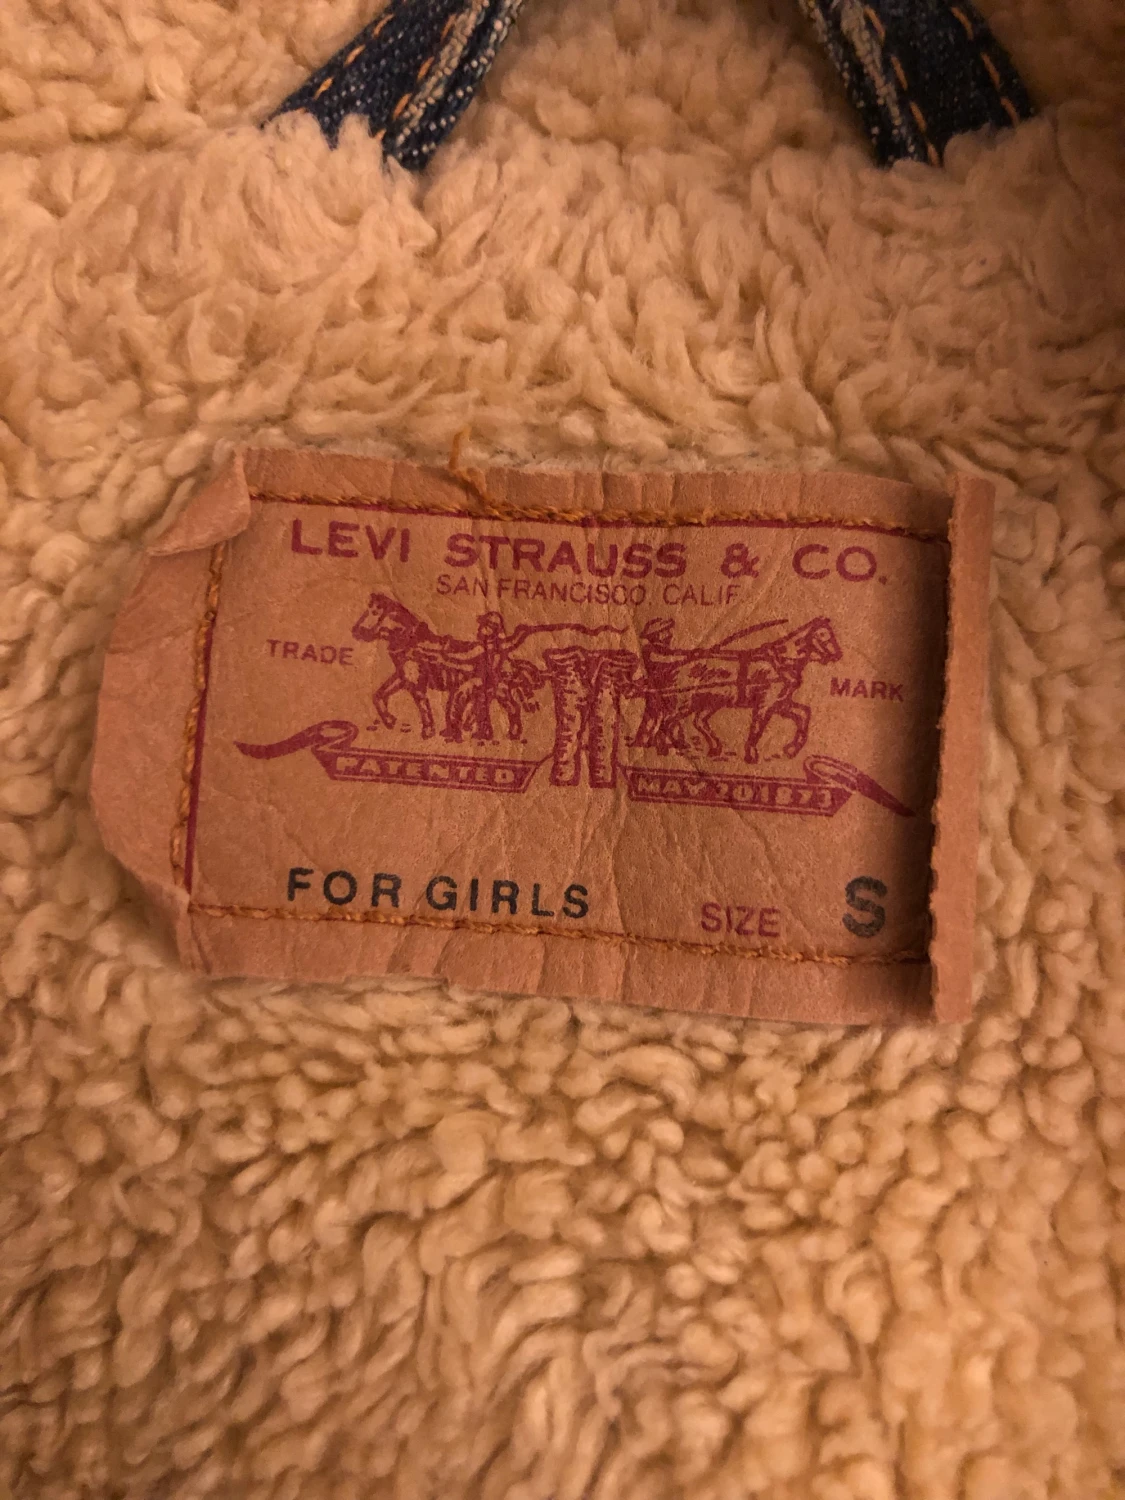 LEVI STRAUSS & CO.
SAN FRANCISCO, CALIF.
TRADE MARK
PATENTED MAY 20 1873
FOR GIRLS SIZE S